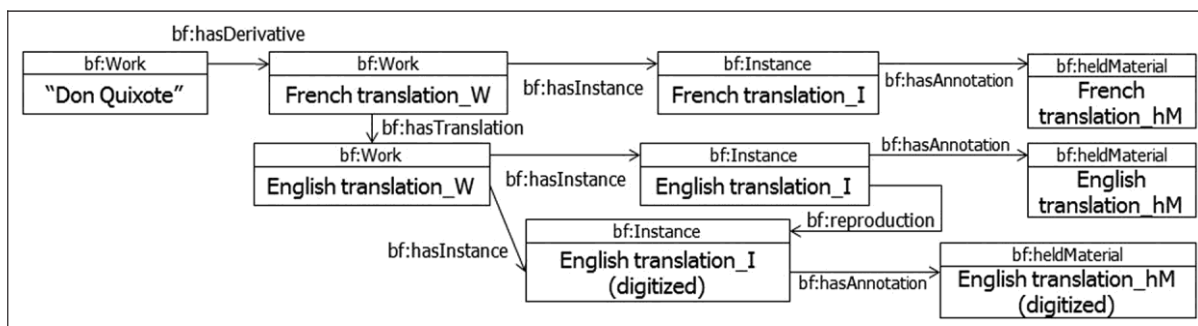 bf:hasDerivative
bf:Work
“Don Quixote”
bf:Work
French translation_W
bf:hasInstance
bf:Instance
French translation_I
bf:hasAnnotation
bf:heldMaterial
French
translation_hM
bf:hasTranslation
bf:Work
English translation_W
bf:hasInstance
bf:Instance
English translation_I
bf:hasAnnotation
bf:heldMaterial
English
translation_hM
bf:reproduction
bf:hasInstance
bf:Instance
English translation_I
(digitized)
bf:hasAnnotation
bf:heldMaterial
English translation_hM
(digitized)